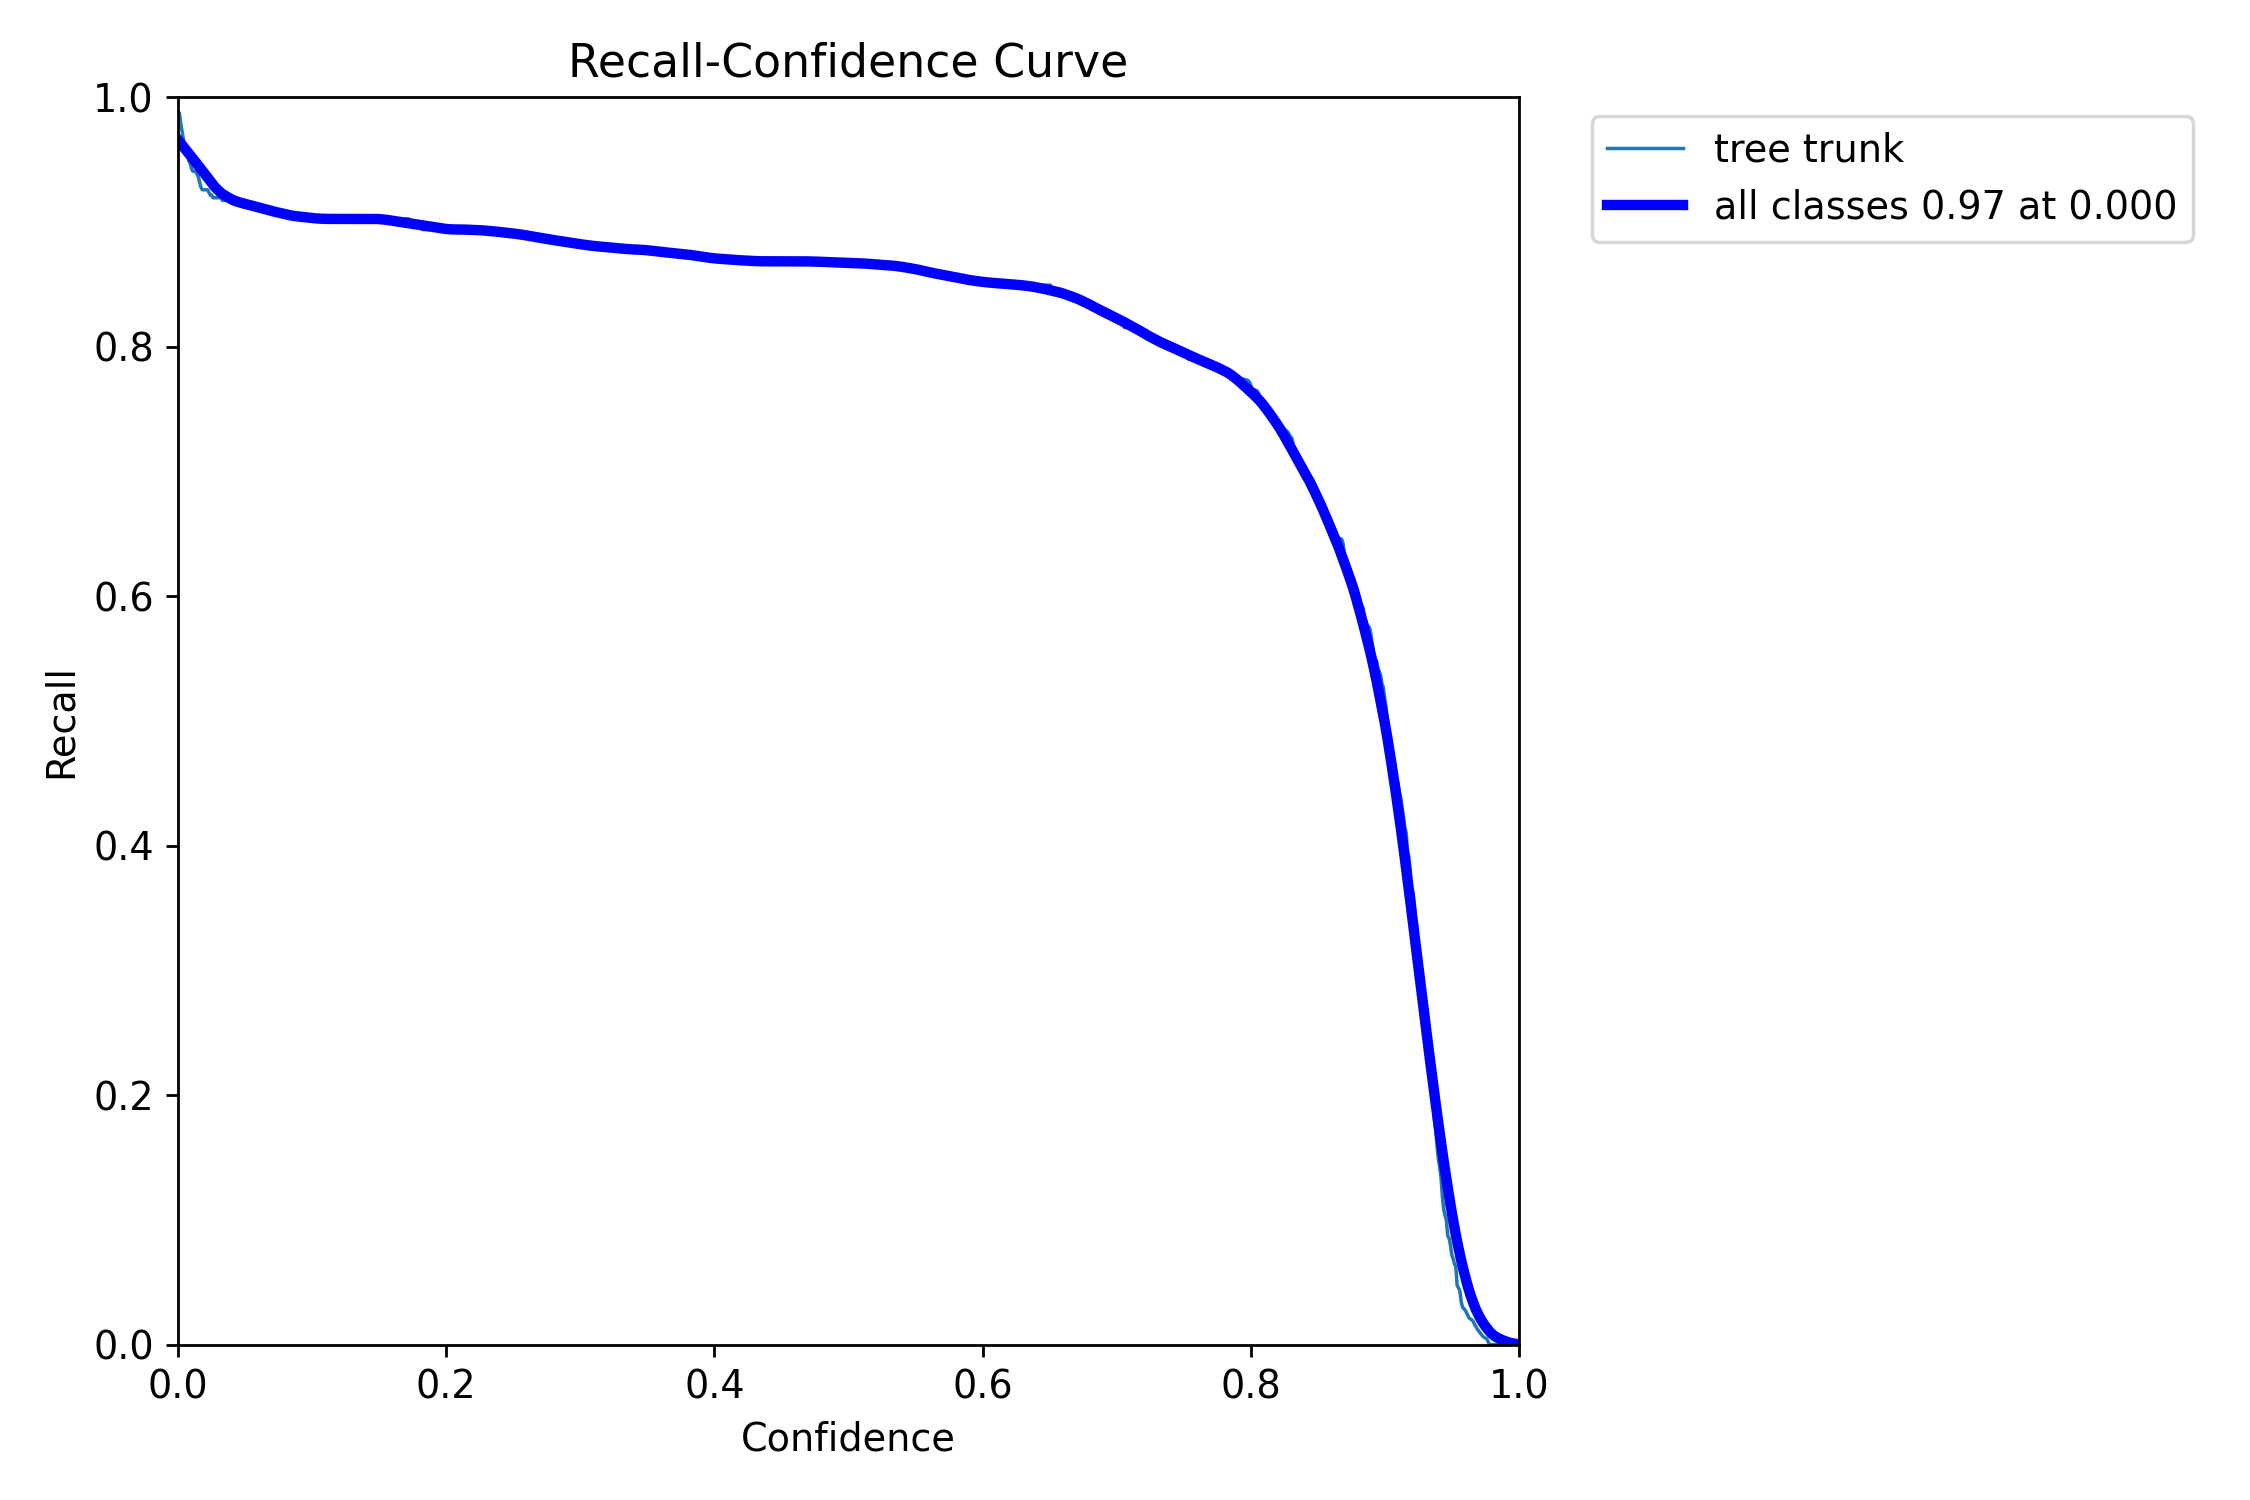 Recall-Confidence Curve
1.0
0.8
0.6
0.4
0.2
0.0
Recall
0.0 0.2 0.4 0.6 0.8 1.0
Confidence
tree trunk
all classes 0.97 at 0.000